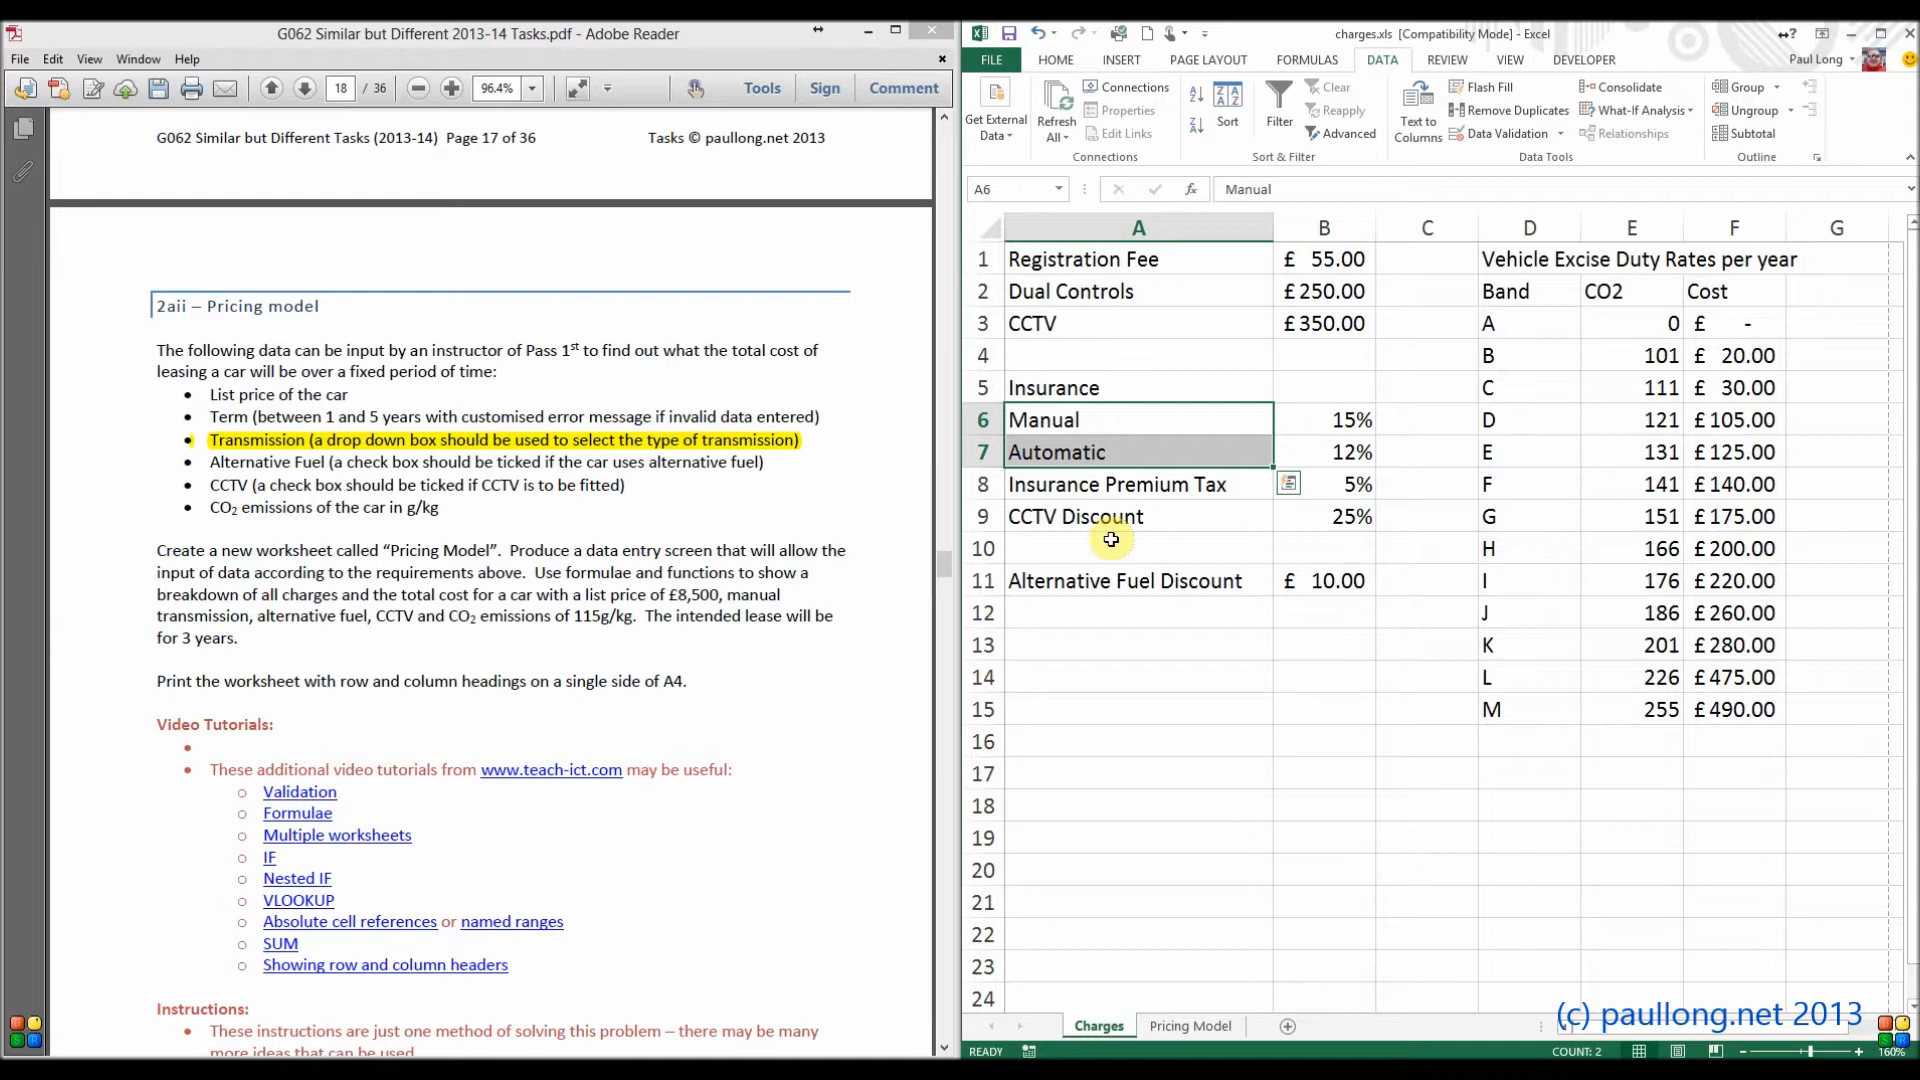 G062 Similar but Different 2013-14 Tasks.pdf - Adobe Reader
File Edit View Window Help
18 / 36 96.4% Tools Sign Comment
G062 Similar but Different Tasks (2013-14) Page 17 of 36 Tasks © paullong.net 2013
2aii – Pricing model
The following data can be input by an instructor of Pass 1st to find out what the total cost of
leasing a car will be over a fixed period of time:
• List price of the car
• Term (between 1 and 5 years with customised error message if invalid data entered)
• Transmission (a drop down box should be used to select the type of transmission)
• Alternative Fuel (a check box should be ticked if the car uses alternative fuel)
• CCTV (a check box should be ticked if CCTV is to be fitted)
• CO2 emissions of the car in g/kg
Create a new worksheet called “Pricing Model”. Produce a data entry screen that will allow the
input of data according to the requirements above. Use formulae and functions to show a
breakdown of all charges and the total cost for a car with a list price of £8,500, manual
transmission, alternative fuel, CCTV and CO2 emissions of 115g/kg. The intended lease will be
for 3 years.
Print the worksheet with row and column headings on a single side of A4.
Video Tutorials:
•
• These additional video tutorials from www.teach-ict.com may be useful:
o Validation
o Formulae
o Multiple worksheets
o IF
o Nested IF
o VLOOKUP
o Absolute cell references or named ranges
o SUM
o Showing row and column headers
Instructions:
• These instructions are just one method of solving this problem – there may be many
more ideas that can be used
charges.xls [Compatibility Mode] - Excel
FILE HOME INSERT PAGE LAYOUT FORMULAS DATA REVIEW VIEW DEVELOPER Paul Long
Get External Data Refresh All Connections Properties Edit Links Sort Filter Clear Reapply Advanced Text to Columns Flash Fill Remove Duplicates Data Validation Consolidate What-If Analysis Relationships Group Ungroup Subtotal
Connections Sort & Filter Data Tools Outline
A6 fx Manual
A B C D E F G
1 Registration Fee £ 55.00 Vehicle Excise Duty Rates per year
2 Dual Controls £ 250.00 Band CO2 Cost
3 CCTV £ 350.00 A 0 £ -
4 B 101 £ 20.00
5 Insurance C 111 £ 30.00
6 Manual 15% D 121 £ 105.00
7 Automatic 12% E 131 £ 125.00
8 Insurance Premium Tax 5% F 141 £ 140.00
9 CCTV Discount 25% G 151 £ 175.00
10 H 166 £ 200.00
11 Alternative Fuel Discount £ 10.00 I 176 £ 220.00
12 J 186 £ 260.00
13 K 201 £ 280.00
14 L 226 £ 475.00
15 M 255 £ 490.00
16
17
18
19
20
21
22
23
24
(c) paullong.net 2013
Charges Pricing Model
READY COUNT: 2 160%